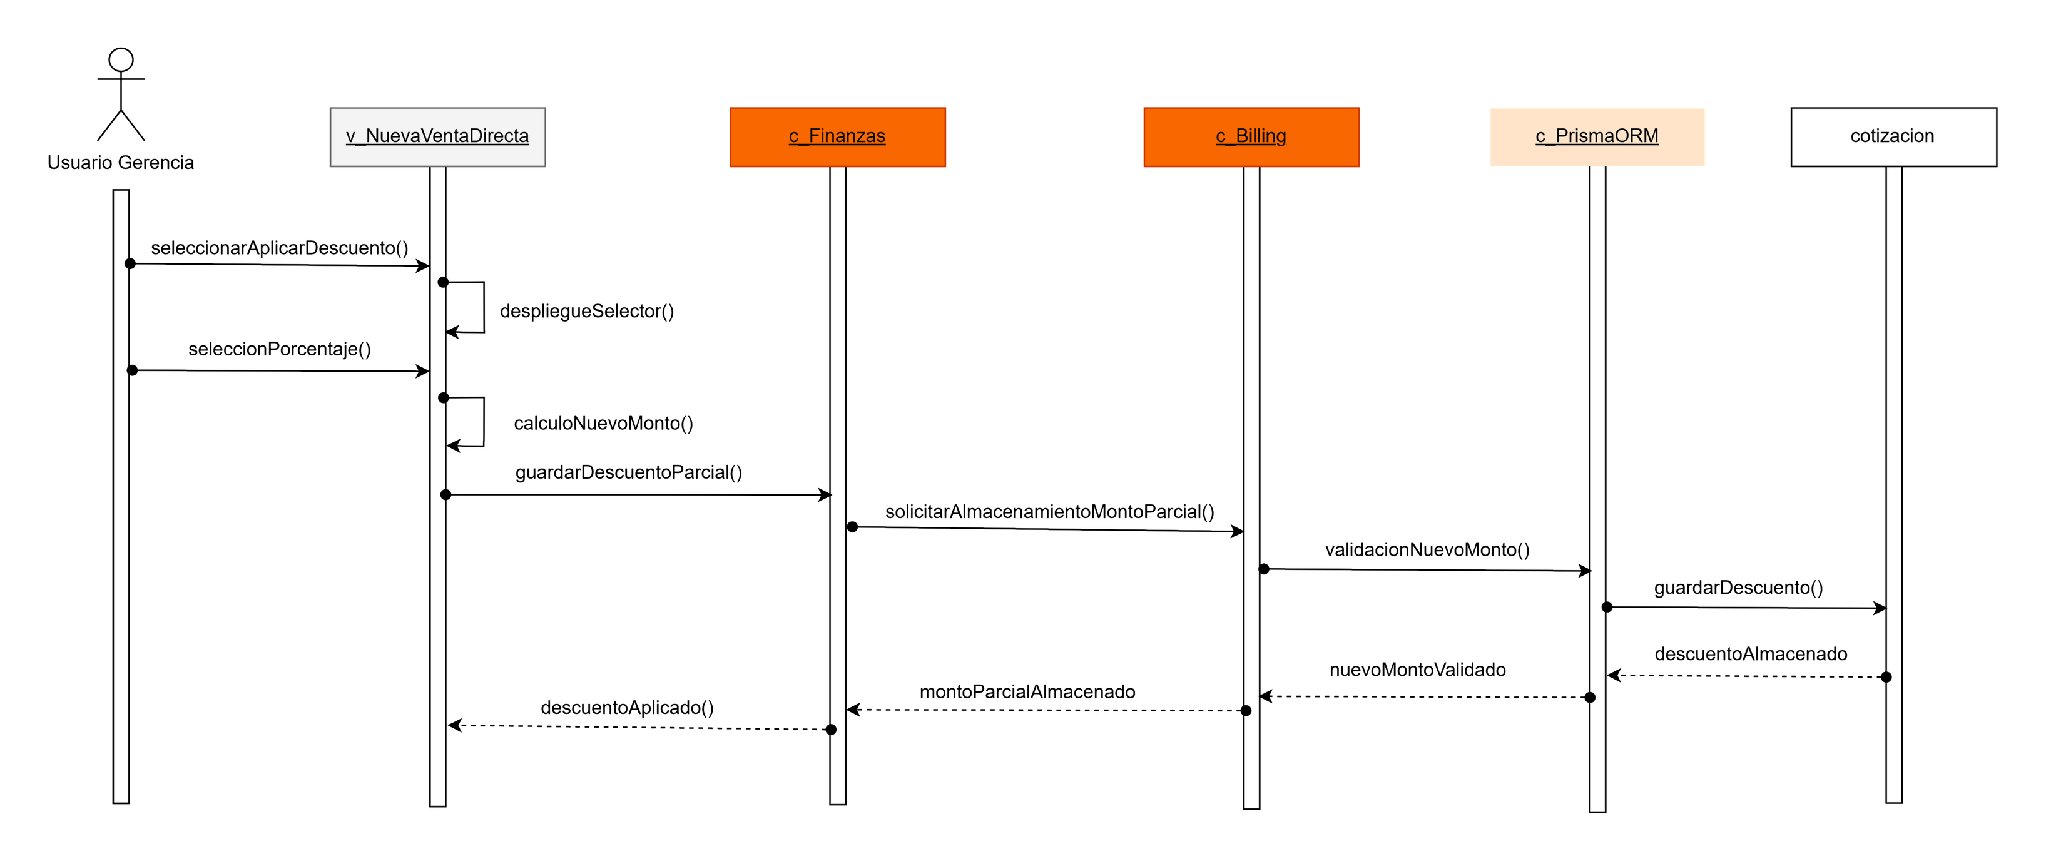 Usuario Gerencia
v_NuevaVentaDirecta
c_Finanzas
c_Billing
c_PrismaORM
cotizacion
seleccionarAplicarDescuento()
despliegueSelector()
seleccionPorcentaje()
calculoNuevoMonto()
guardarDescuentoParcial()
solicitarAlmacenamientoMontoParcial()
validacionNuevoMonto()
guardarDescuento()
descuentoAlmacenado
nuevoMontoValidado
montoParcialAlmacenado
descuentoAplicado()